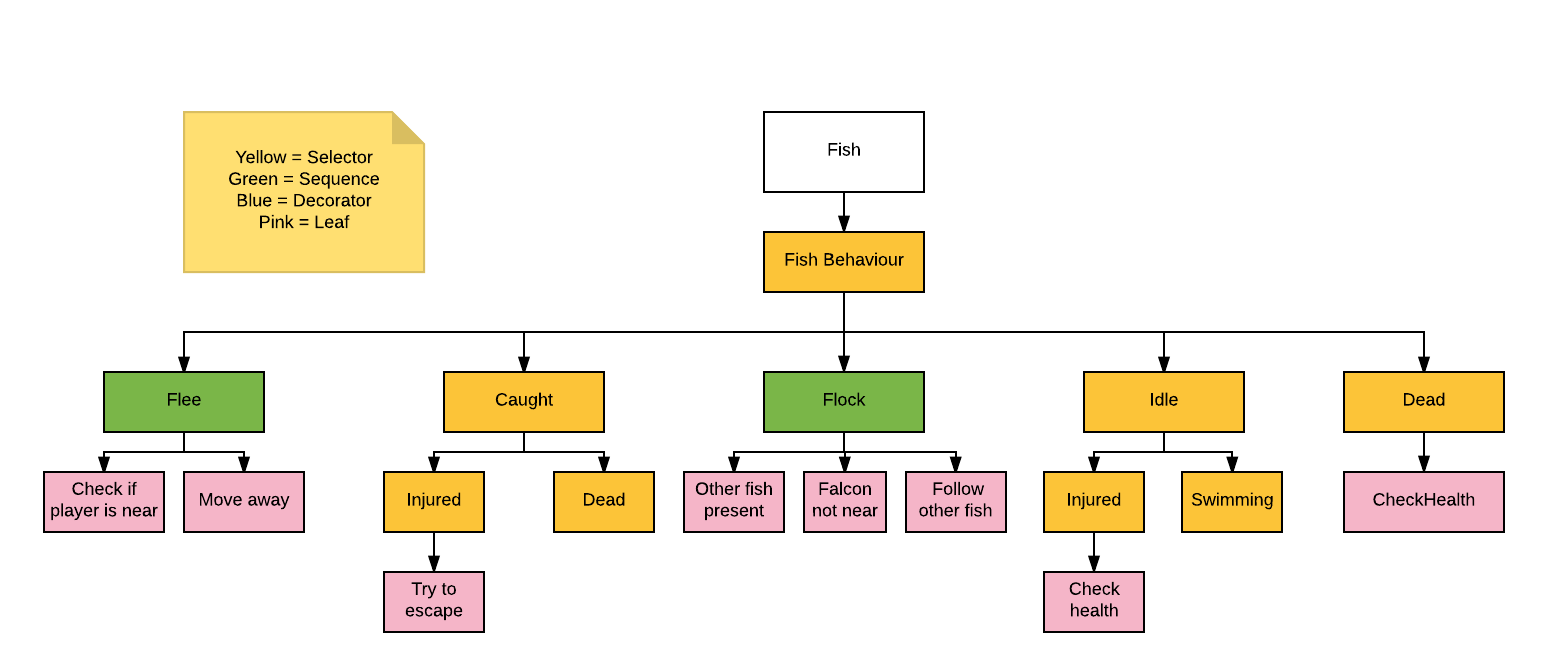 Yellow = Selector
Green = Sequence
Blue = Decorator
Pink = Leaf
Fish
Fish Behaviour
Flee
Caught
Flock
Idle
Dead
Check if
player is near
Move away
Injured
Dead
Other fish
present
Falcon
not near
Follow
other fish
Injured
Swimming
CheckHealth
Try to
escape
Check
health